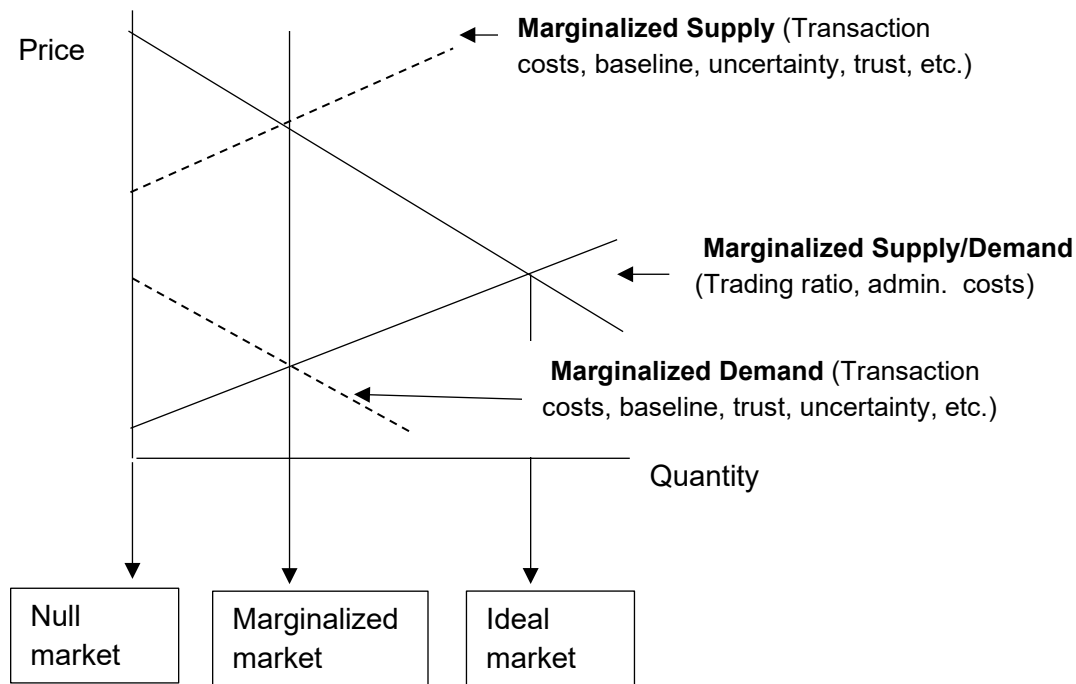 Price
Marginalized Supply (Transaction
costs, baseline, uncertainty, trust, etc.)
Marginalized Supply/Demand
(Trading ratio, admin. costs)
Marginalized Demand (Transaction
costs, baseline, trust, uncertainty, etc.)
Quantity
Null
market
Marginalized
market
Ideal
market